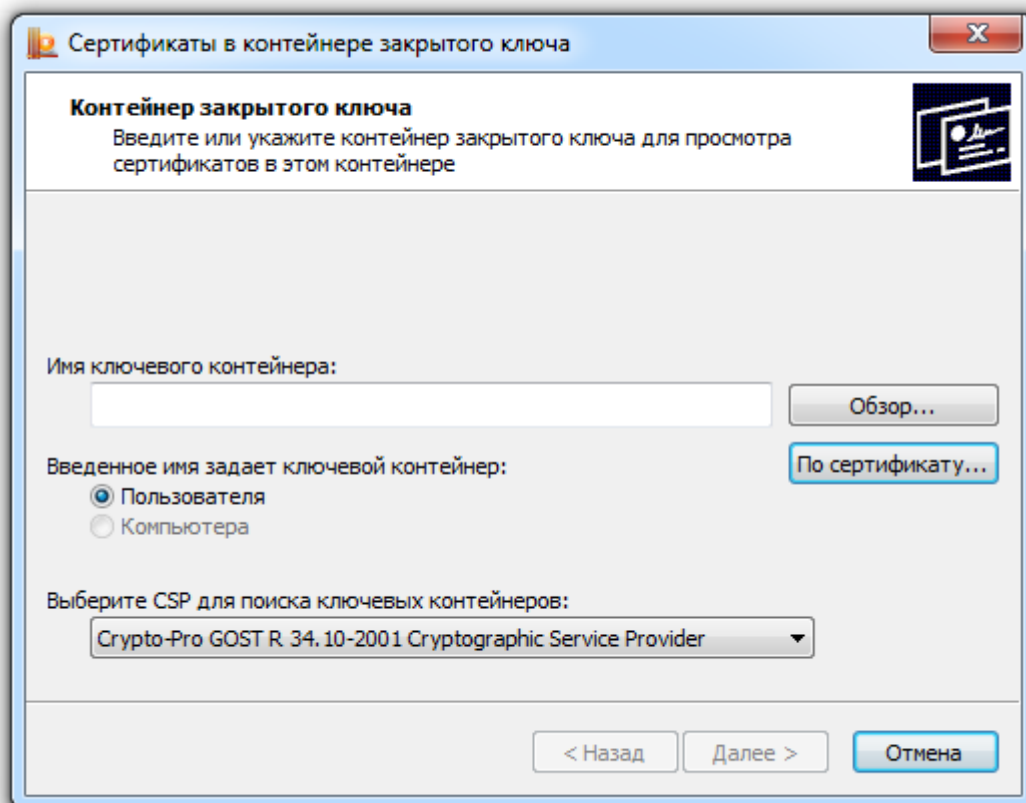 Сертификаты в контейнере закрытого ключа
Контейнер закрытого ключа
Введите или укажите контейнер закрытого ключа для просмотра
сертификатов в этом контейнере
Имя ключевого контейнера:
Обзор...
Введенное имя задает ключевой контейнер:
По сертификату...
Пользователя
Компьютера
Выберите CSP для поиска ключевых контейнеров:
Crypto-Pro GOST R 34.10-2001 Cryptographic Service Provider
< Назад
Далее >
Отмена